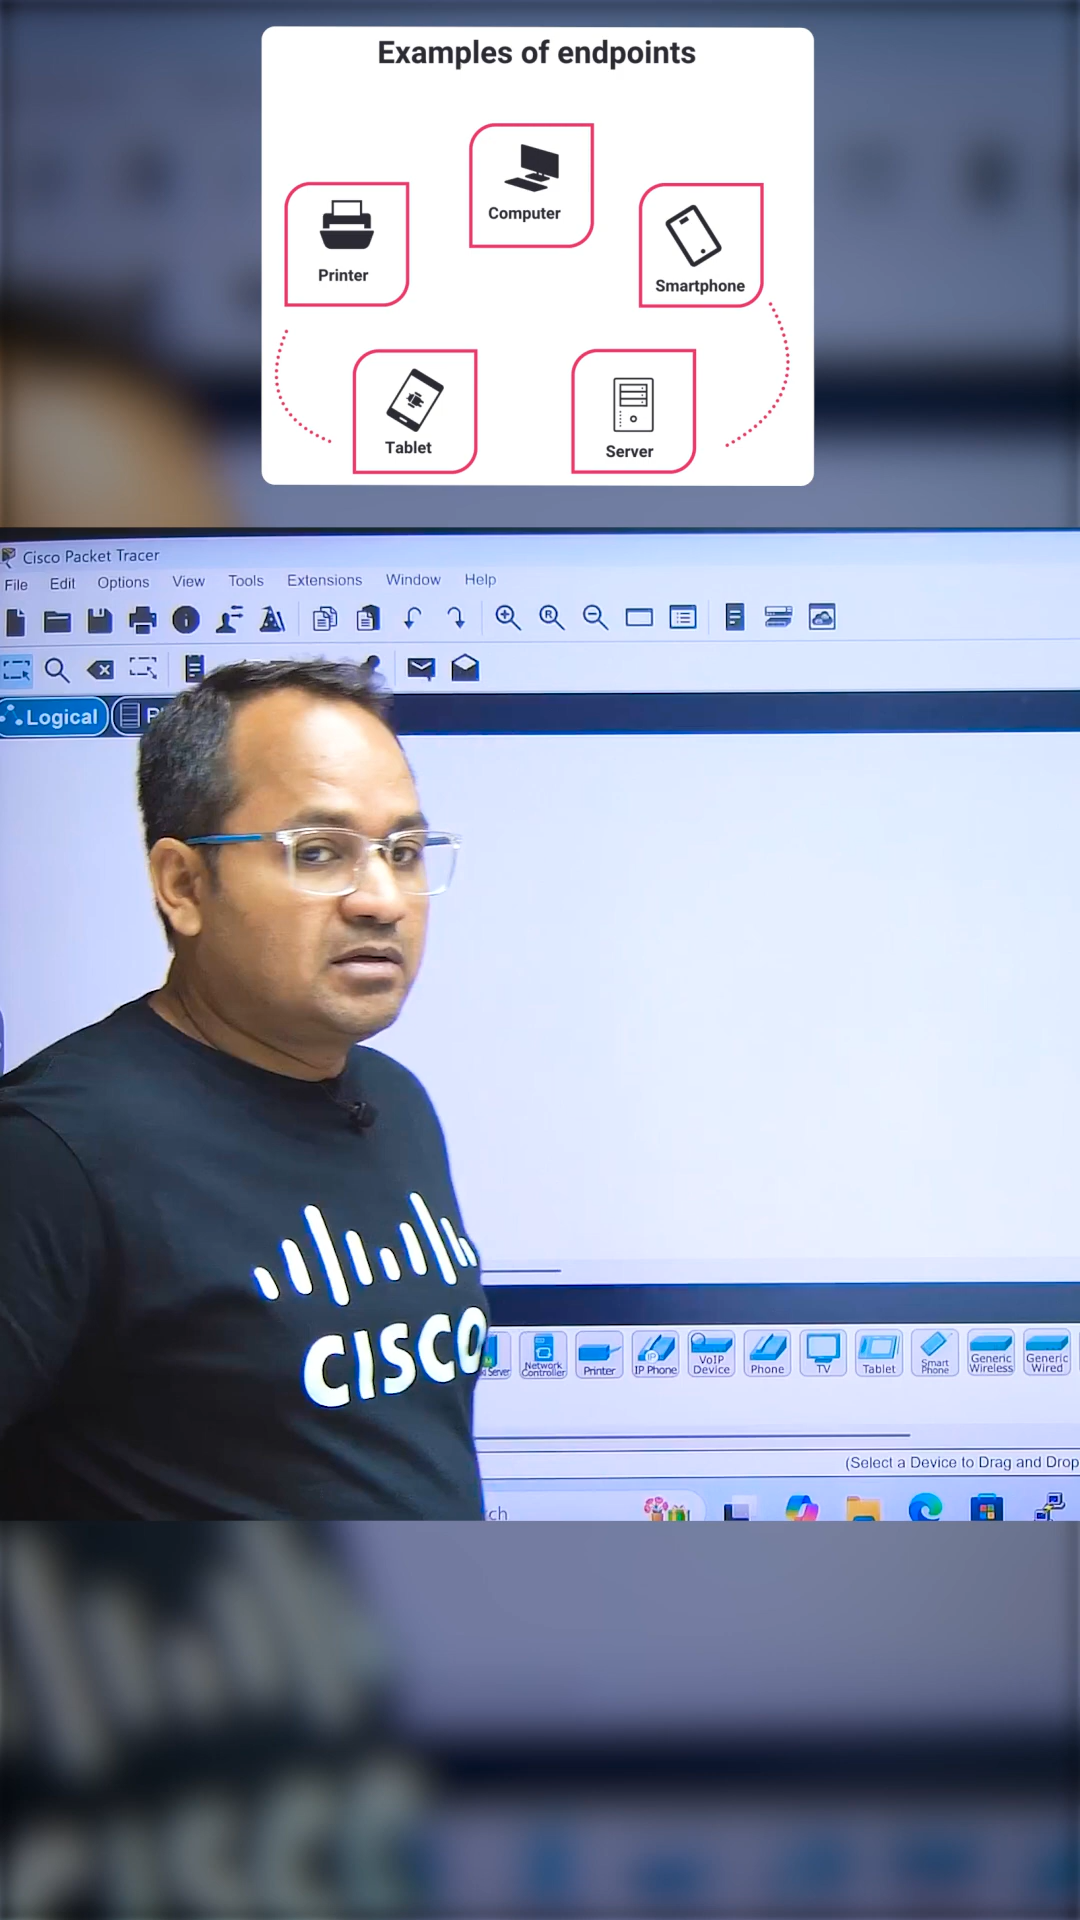 Examples of endpoints
Computer
Printer
Smartphone
Tablet
Server
Cisco Packet Tracer
File Edit Options View Tools Extensions Window Help
Logical
CISCO
Network Controller
Printer
IP Phone
VoIP Device
Phone
TV
Tablet
Smart Phone
Generic Wireless
Generic Wired
(Select a Device to Drag and Drop